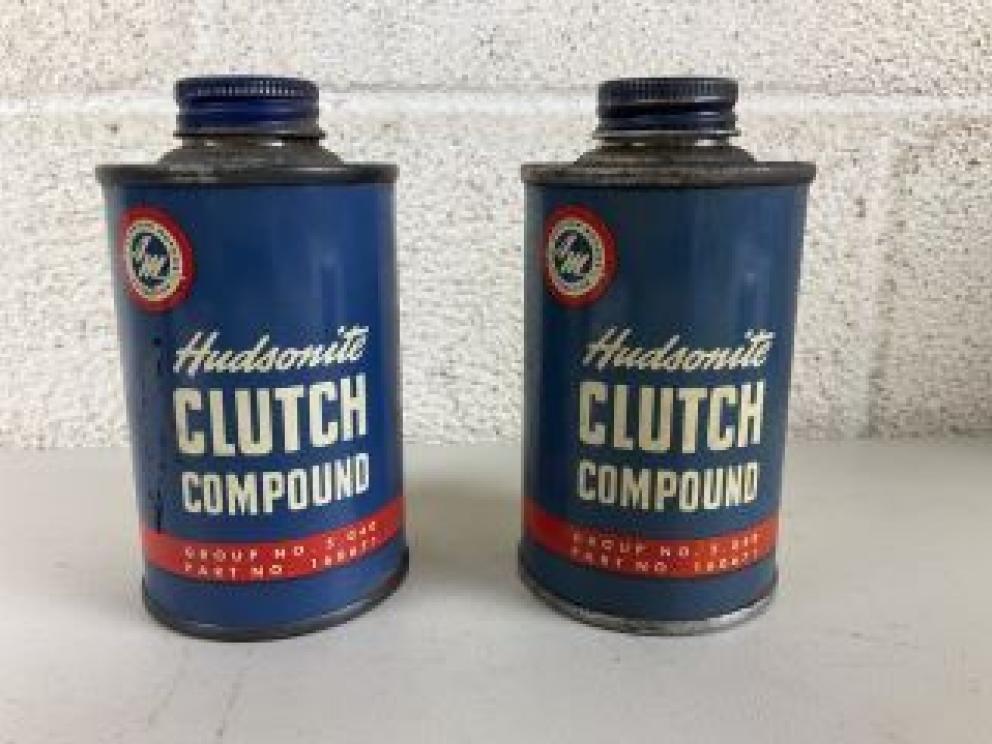 Hudsonite
CLUTCH
COMPOUND
GROUP NO.
PART NO.
Hudsonite
CLUTCH
COMPOUND
GROUP NO.
PART NO.